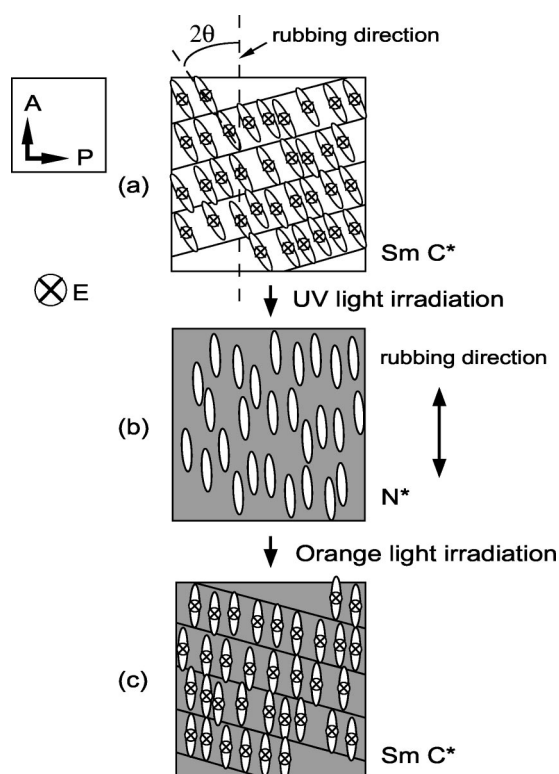 2θ
rubbing direction
A
P
(a)
Sm C*
E
UV light irradiation
rubbing direction
(b)
N*
Orange light irradiation
(c)
Sm C*